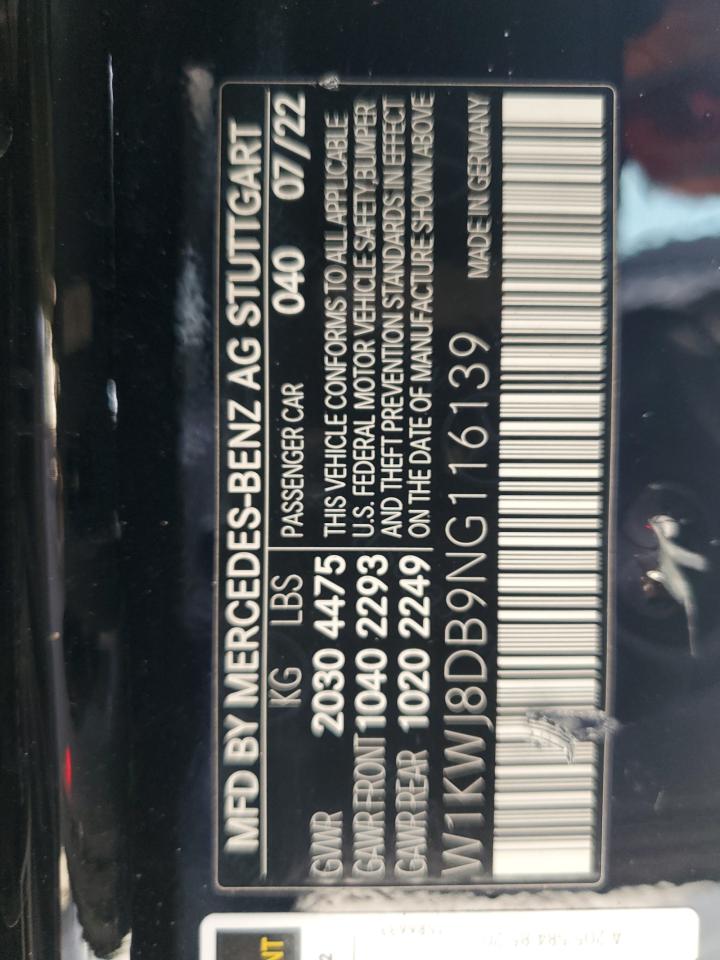 MFD BY MERCEDES-BENZ AG STUTTGART
KG LBS PASSENGER CAR 040 07/22
GVWR 2030 4475 THIS VEHICLE CONFORMS TO ALL APPLICABLE
GAWR FRONT 1040 2293 U.S. FEDERAL MOTOR VEHICLE SAFETY, BUMPER,
GAWR REAR 1020 2249 AND THEFT PREVENTION STANDARDS IN EFFECT
ON THE DATE OF MANUFACTURE SHOWN ABOVE
W1KWJ8DB9NG116139 MADE IN GERMANY